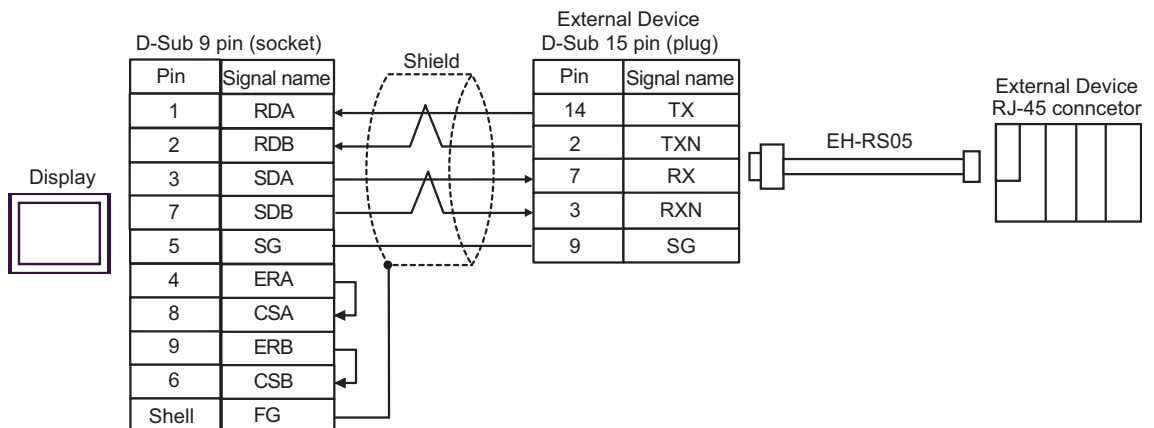 External Device
D-Sub 9 pin (socket)
D-Sub 15 pin (plug)
Shield
Pin Signal name
Pin Signal name
External Device
RJ-45 conncetor
1 RDA
14 TX
2 RDB
2 TXN
EH-RS05
Display
3 SDA
7 RX
7 SDB
3 RXN
5 SG
9 SG
4 ERA
8 CSA
9 ERB
6 CSB
Shell FG